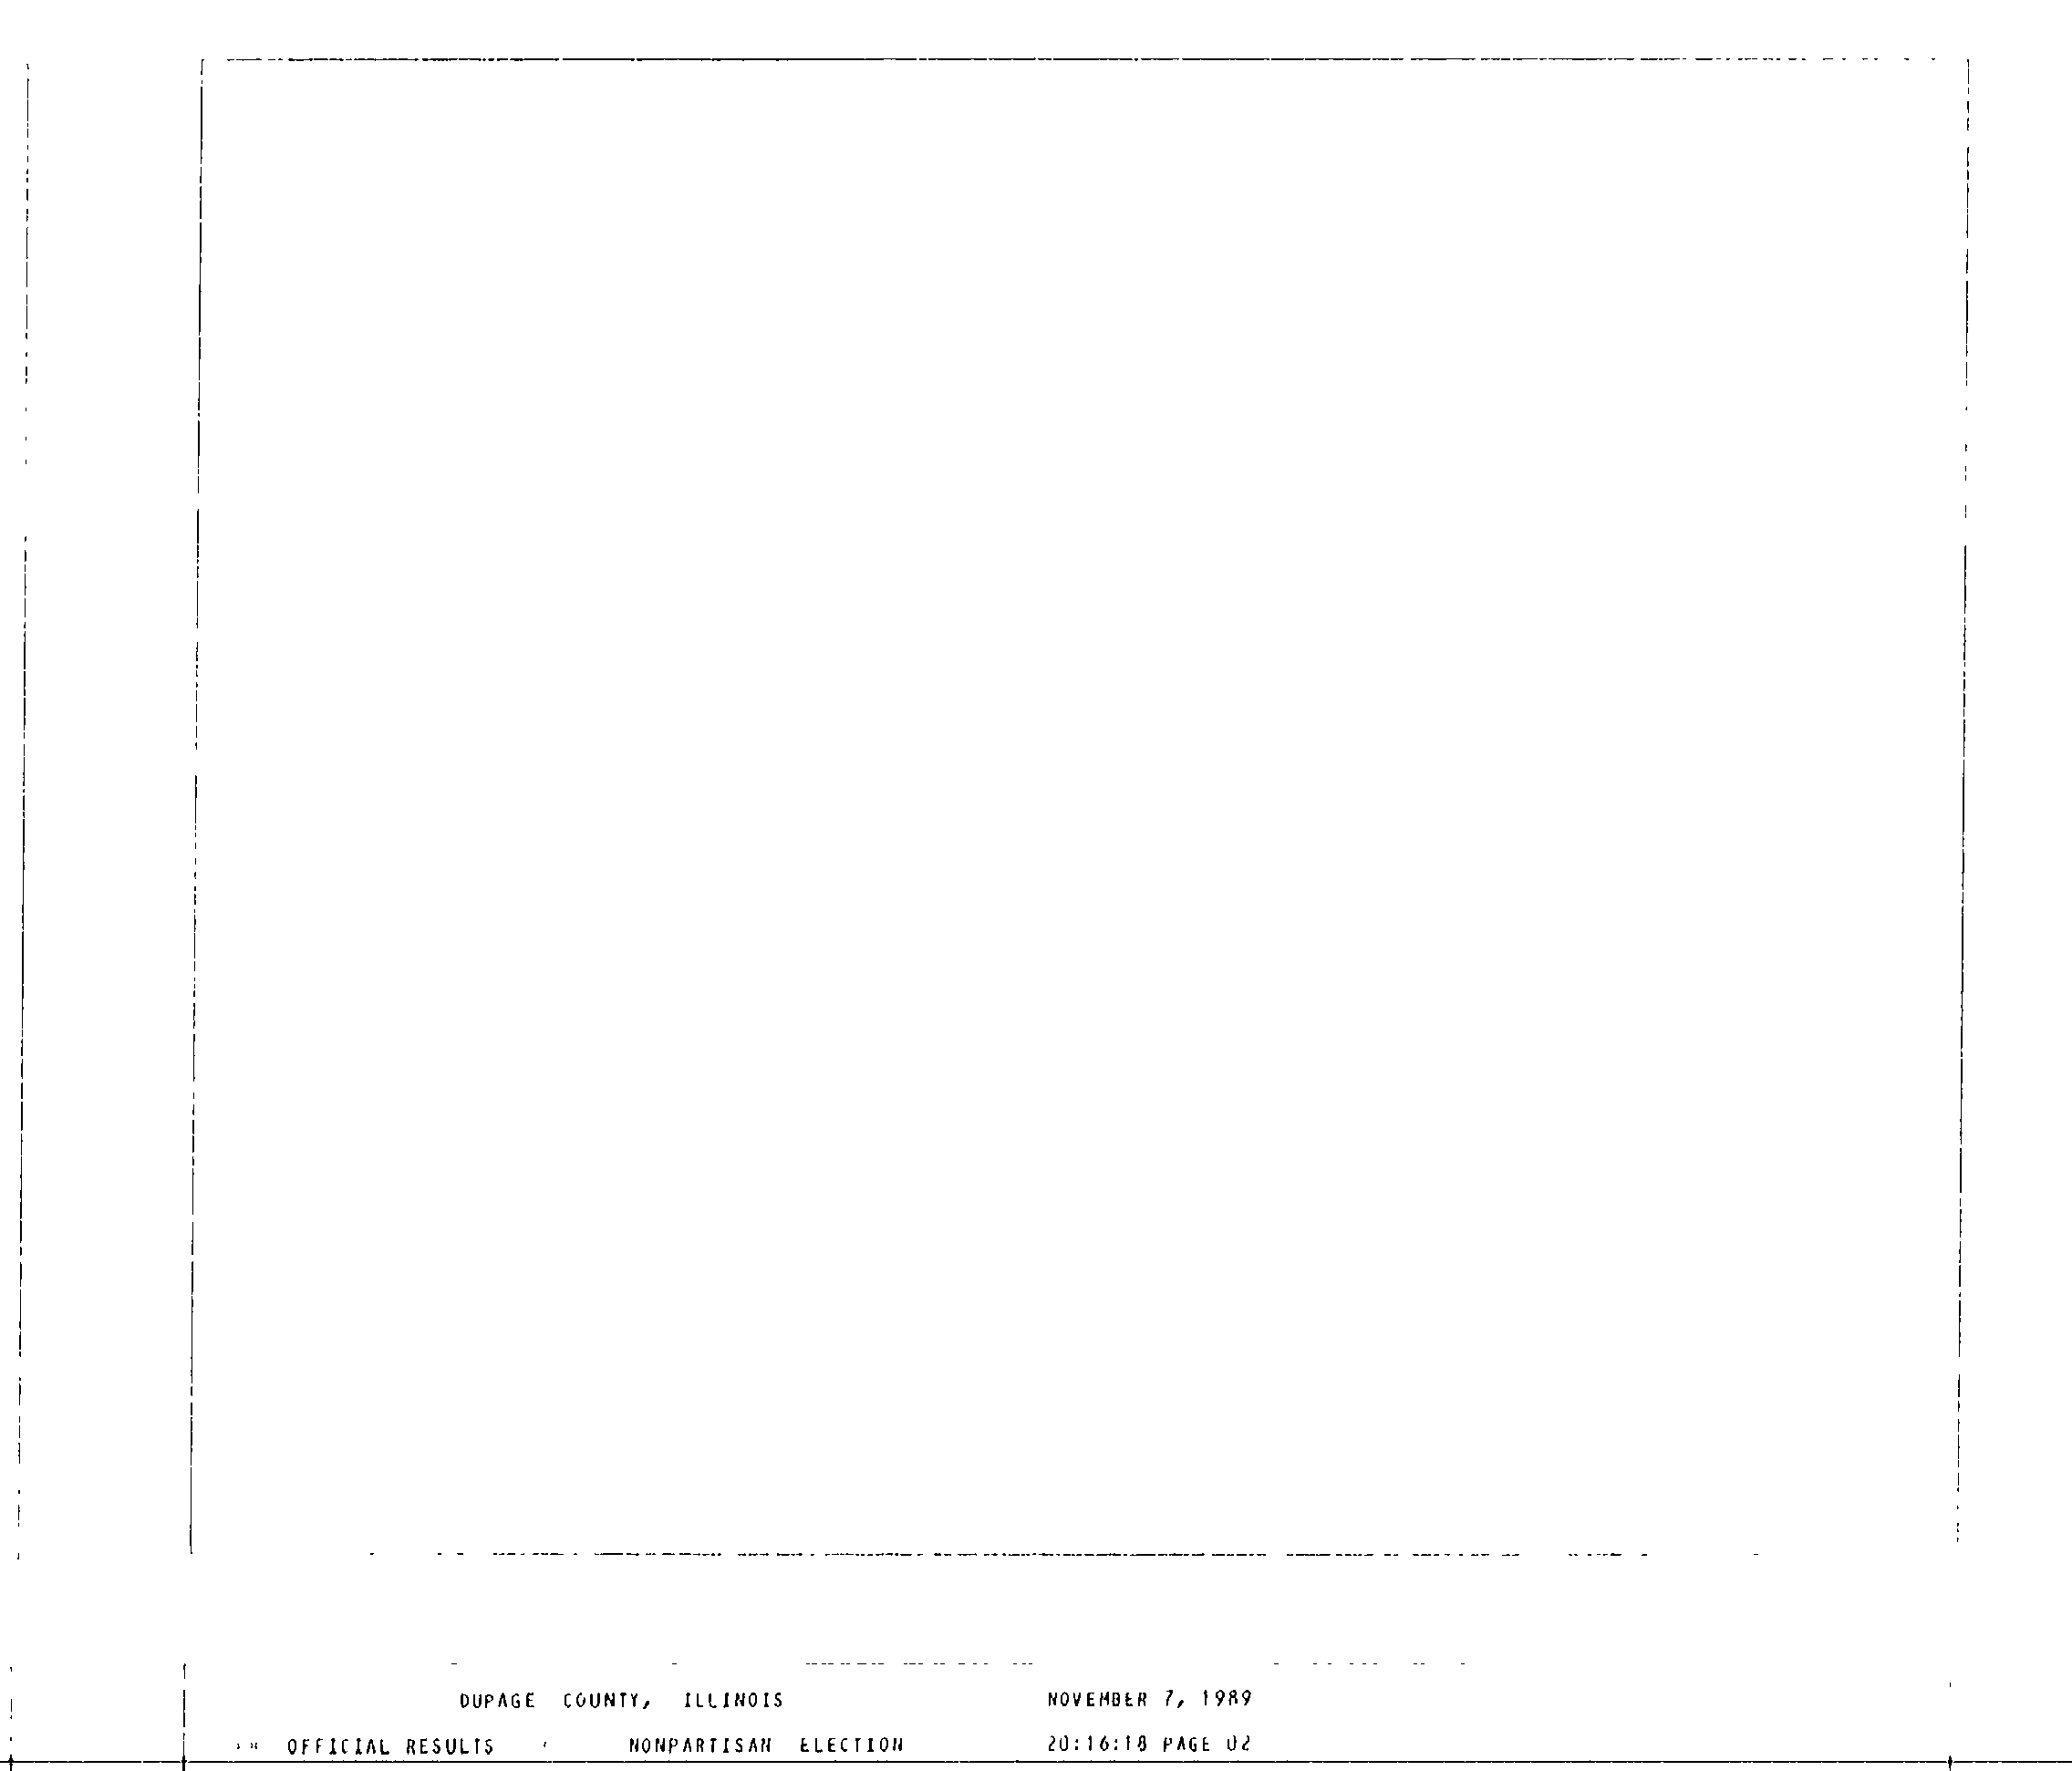 DUPAGE COUNTY, ILLINOIS NOVEMBER 7, 1989
OFFICIAL RESULTS NONPARTISAN ELECTION 20:16:18 PAGE 02